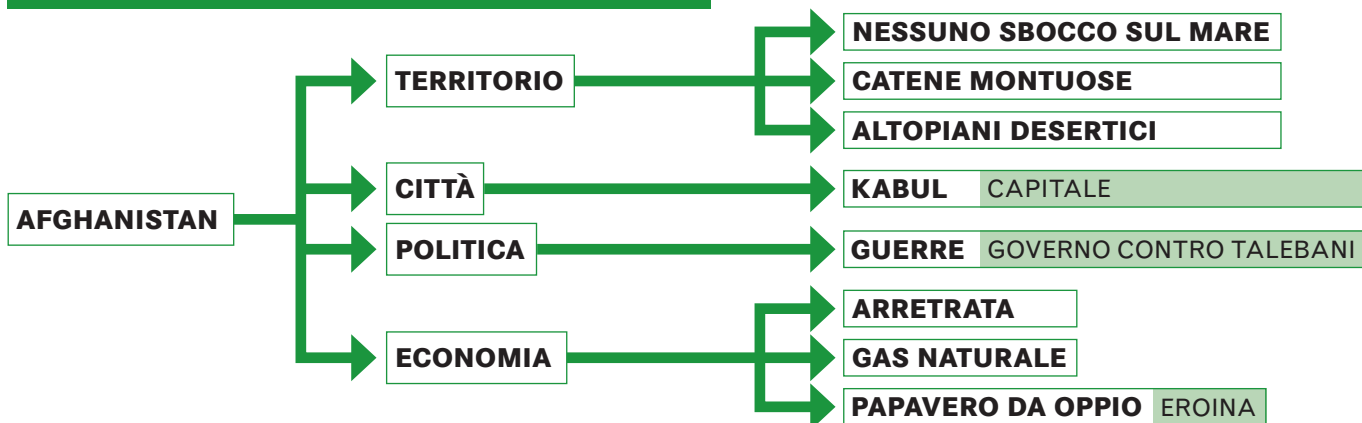 AFGHANISTAN
TERRITORIO
NESSUNO SBOCCO SUL MARE
CATENE MONTUOSE
ALTOPIANI DESERTICI
CITTÀ
KABUL CAPITALE
POLITICA
GUERRE GOVERNO CONTRO TALEBANI
ECONOMIA
ARRETRATA
GAS NATURALE
PAPAVERO DA OPPIO EROINA